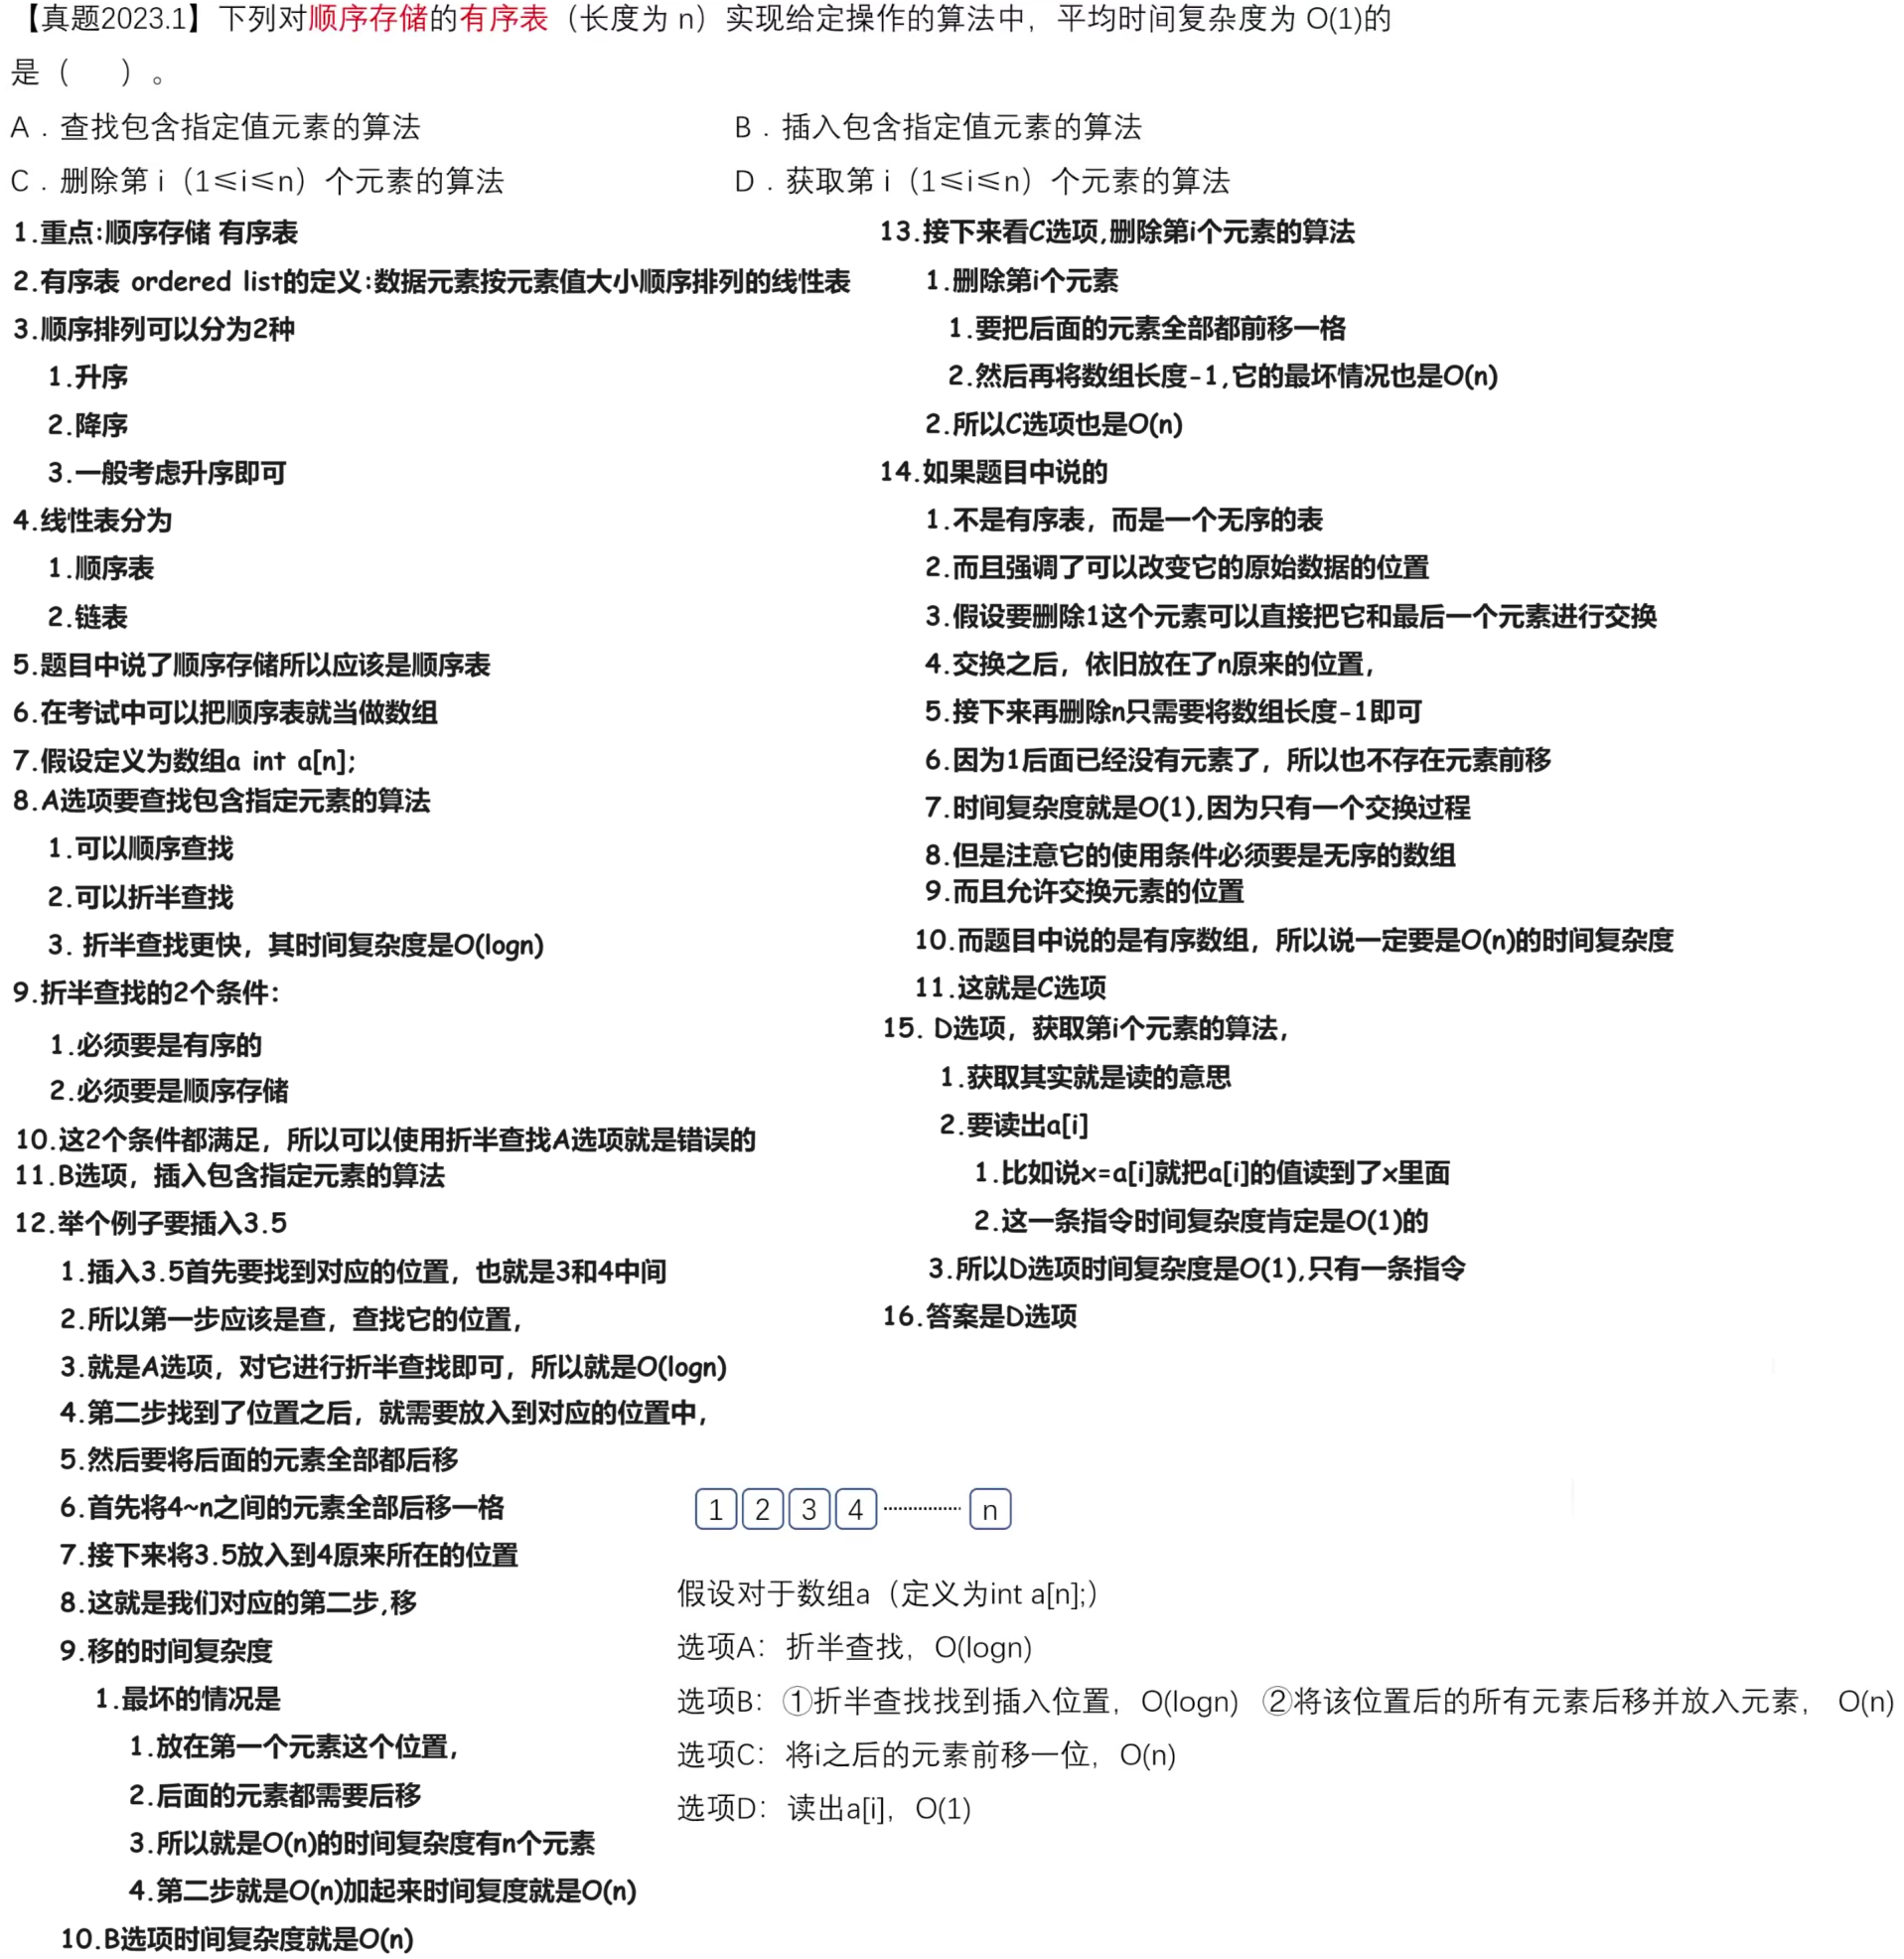 【真题2023.1】下列对顺序存储的有序表（长度为 n）实现给定操作的算法中，平均时间复杂度为 O(1)的
是（　　）。
A．查找包含指定值元素的算法
B．插入包含指定值元素的算法
C．删除第 i（1≤i≤n）个元素的算法
D．获取第 i（1≤i≤n）个元素的算法
1.重点:顺序存储 有序表
2.有序表 ordered list的定义:数据元素按元素值大小顺序排列的线性表
3.顺序排列可以分为2种
1.升序
2.降序
3.一般考虑升序即可
4.线性表分为
1.顺序表
2.链表
5.题目中说了顺序存储所以应该是顺序表
6.在考试中可以把顺序表就当做数组
7.假设定义为数组a int a[n];
8.A选项要查找包含指定元素的算法
1.可以顺序查找
2.可以折半查找
3. 折半查找更快，其时间复杂度是O(logn)
9.折半查找的2个条件:
1.必须要是有序的
2.必须要是顺序存储
10.这2个条件都满足，所以可以使用折半查找A选项就是错误的
11.B选项，插入包含指定元素的算法
12.举个例子要插入3.5
1.插入3.5首先要找到对应的位置，也就是3和4中间
2.所以第一步应该是查，查找它的位置，
3.就是A选项，对它进行折半查找即可，所以就是O(logn)
4.第二步找到了位置之后，就需要放入到对应的位置中，
5.然后要将后面的元素全部都后移
6.首先将4~n之间的元素全部后移一格
7.接下来将3.5放入到4原来所在的位置
8.这就是我们对应的第二步,移
9.移的时间复杂度
1.最坏的情况是
1.放在第一个元素这个位置，
2.后面的元素都需要后移
3.所以就是O(n)的时间复杂度有n个元素
4.第二步就是O(n)加起来时间复度就是O(n)
10.B选项时间复杂度就是O(n)
13.接下来看C选项,删除第i个元素的算法
1.删除第i个元素
1.要把后面的元素全部都前移一格
2.然后再将数组长度-1,它的最坏情况也是O(n)
2.所以C选项也是O(n)
14.如果题目中说的
1.不是有序表，而是一个无序的表
2.而且强调了可以改变它的原始数据的位置
3.假设要删除1这个元素可以直接把它和最后一个元素进行交换
4.交换之后，依旧放在了n原来的位置，
5.接下来再删除n只需要将数组长度-1即可
6.因为1后面已经没有元素了，所以也不存在元素前移
7.时间复杂度就是O(1),因为只有一个交换过程
8.但是注意它的使用条件必须要是无序的数组
9.而且允许交换元素的位置
10.而题目中说的是有序数组，所以说一定要是O(n)的时间复杂度
11.这就是C选项
15. D选项，获取第i个元素的算法，
1.获取其实就是读的意思
2.要读出a[i]
1.比如说x=a[i]就把a[i]的值读到了x里面
2.这一条指令时间复杂度肯定是O(1)的
3.所以D选项时间复杂度是O(1),只有一条指令
16.答案是D选项
1 2 3 4 ................ n
假设对于数组a（定义为int a[n];）
选项A：折半查找，O(logn)
选项B：①折半查找找到插入位置，O(logn) ②将该位置后的所有元素后移并放入元素， O(n)
选项C：将i之后的元素前移一位，O(n)
选项D：读出a[i]，O(1)